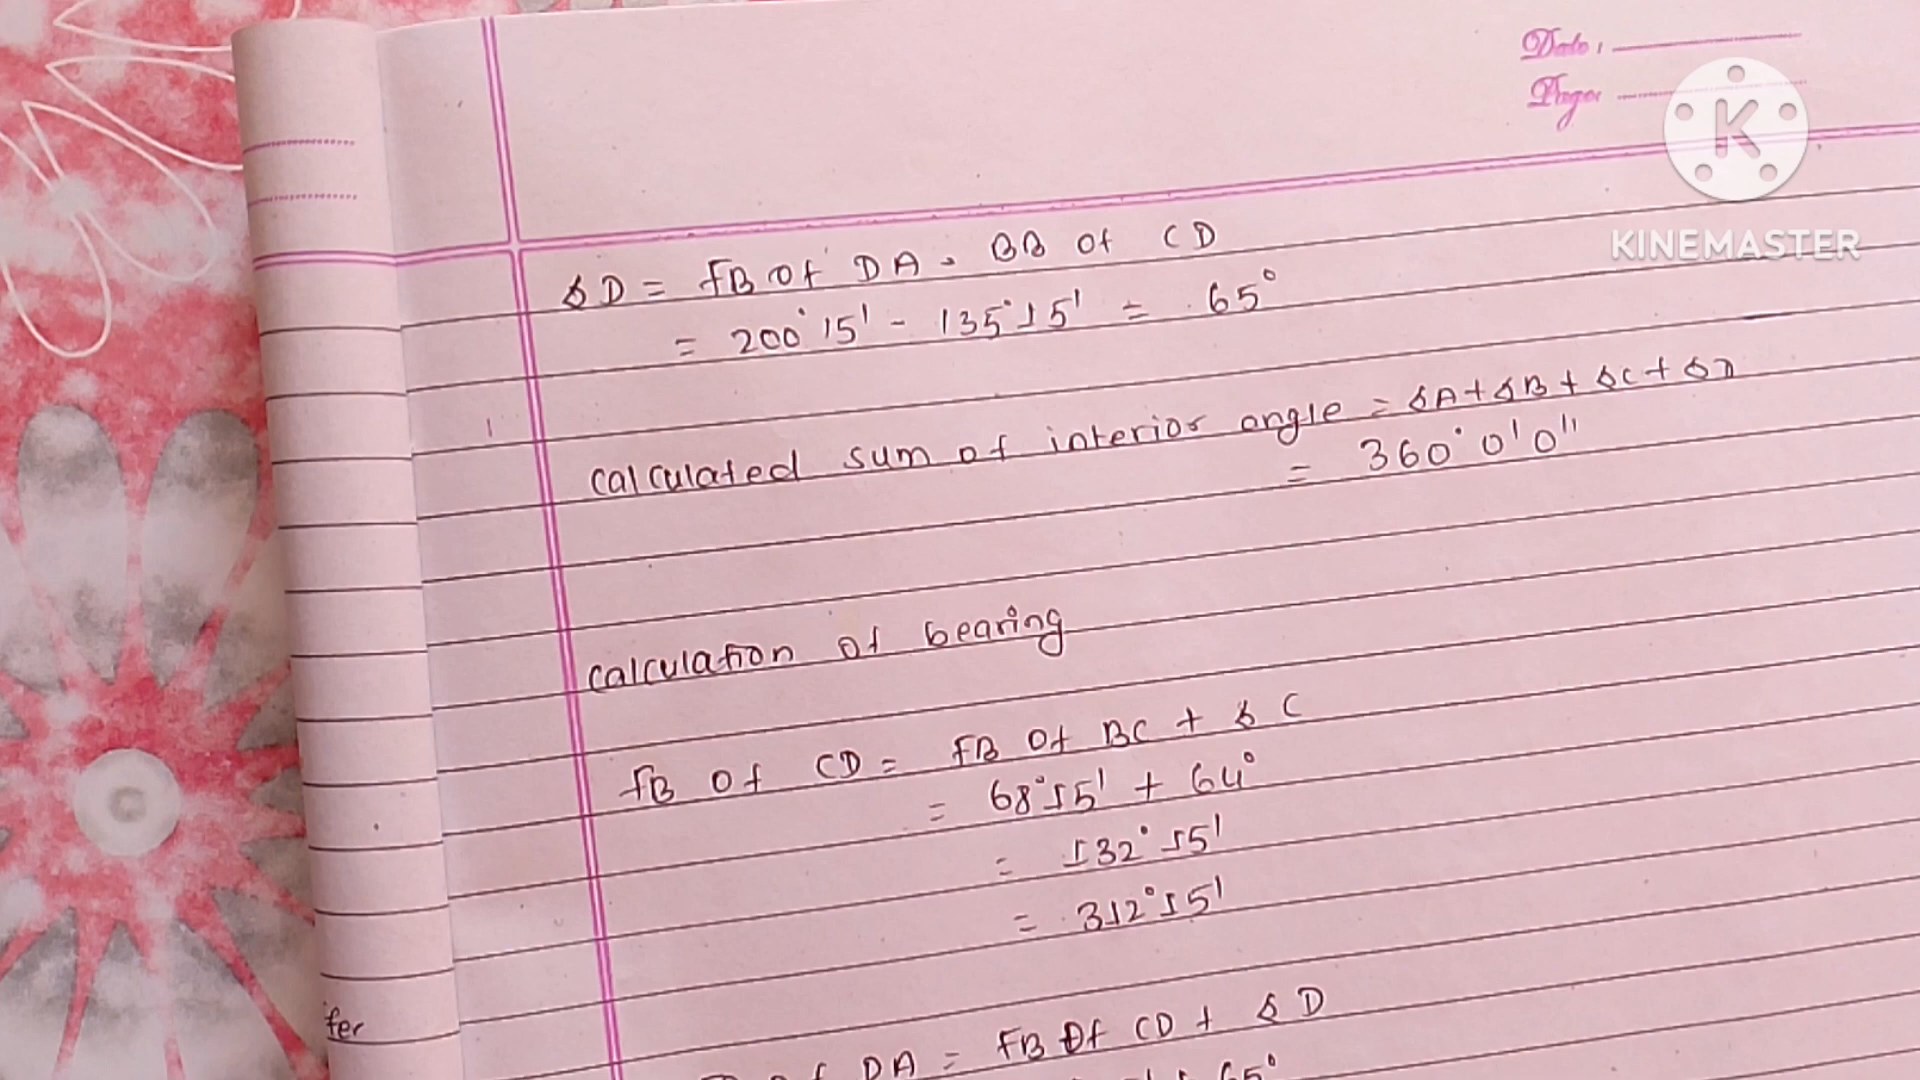 Date:
Page:
K
KINEMASTER
∆D = FB of DA - BB of CD
= 200°15' - 135°15' = 65°
calculated sum of interior angle = ∆A + ∆B + ∆C + ∆D
= 360°0'0"
calculation of bearing
FB of CD = FB of BC + ∆C
= 68°15' + 64°
= 132°15'
= 312°15'
fer
of DA = FB of CD + ∆D
65°